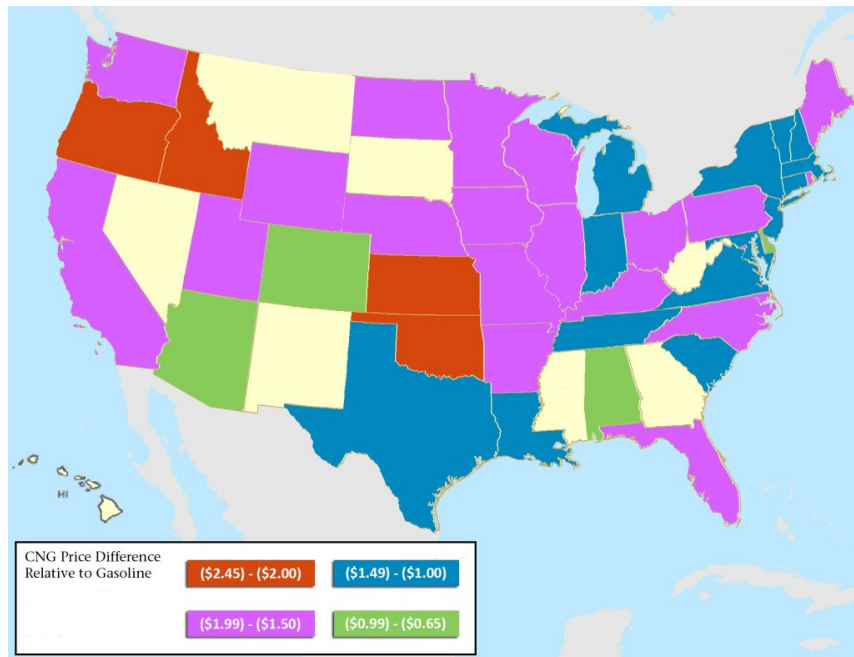 HI
CNG Price Difference
Relative to Gasoline
($2.45) - ($2.00)
($1.49) - ($1.00)
($1.99) - ($1.50)
($0.99) - ($0.65)